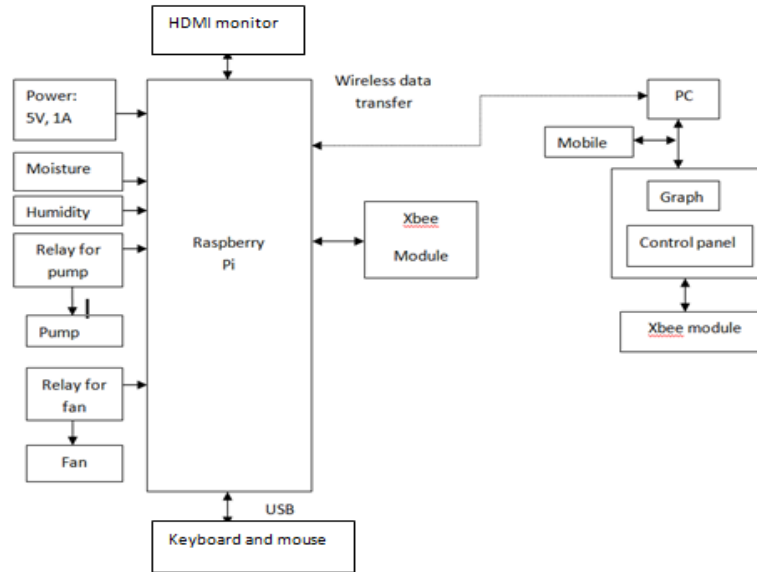 HDMI monitor
Power:
5V, 1A
Moisture
Humidity
Relay for
pump
Pump
Relay for
fan
Fan
Raspberry
Pi
USB
Keyboard and mouse
Wireless data
transfer
Xbee
Module
PC
Mobile
Graph
Control panel
Xbee module